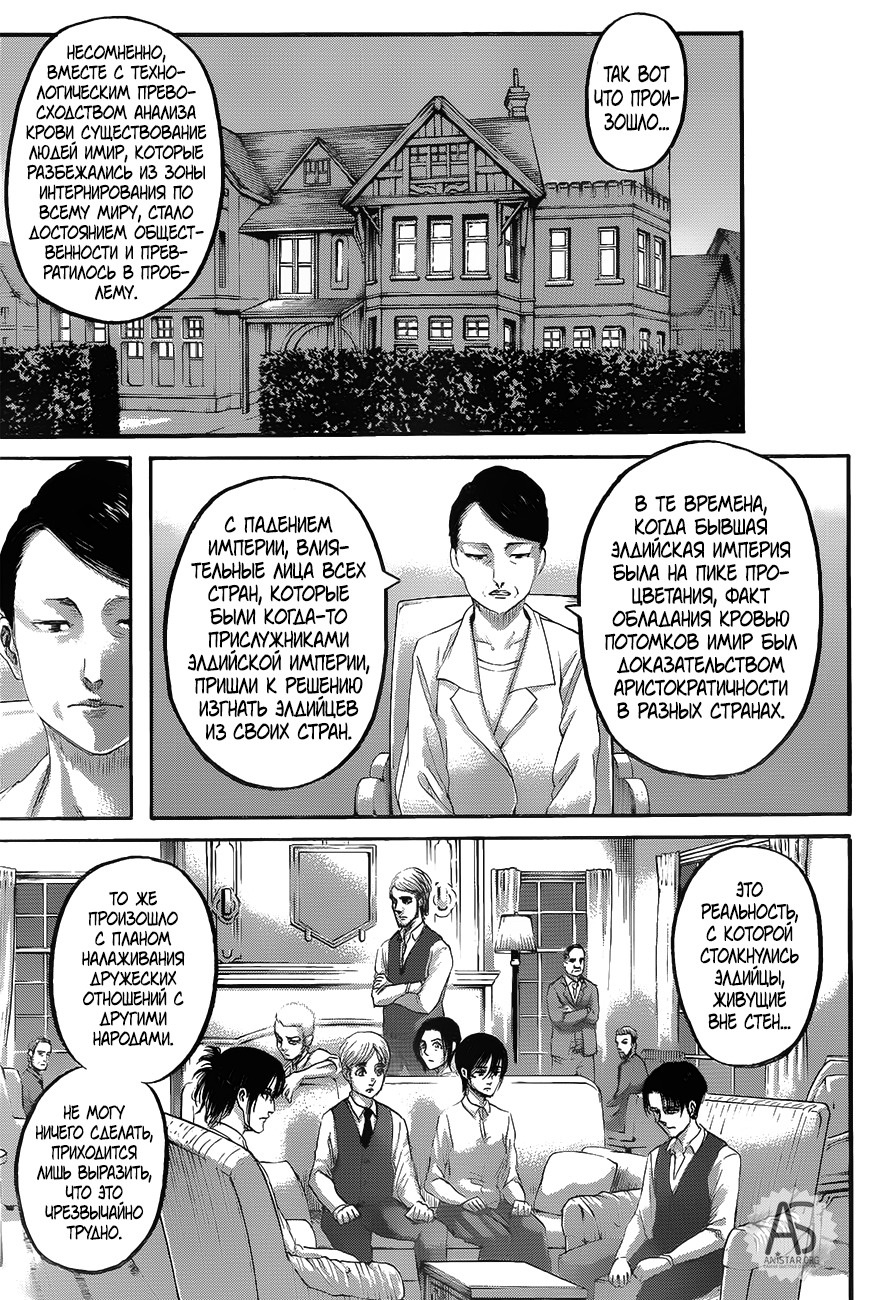 ТАК ВОТ
ЧТО ПРОИ-
ЗОШЛО...
НЕСОМНЕННО,
ВМЕСТЕ С ТЕХНО-
ЛОГИЧЕСКИМ ПРЕВО-
СХОДСТВОМ АНАЛИЗА
КРОВИ СУЩЕСТВОВАНИЕ
ЛЮДЕЙ ИМИР, КОТОРЫЕ
РАЗБЕЖАЛИСЬ ИЗ ЗОНЫ
ИНТЕРНИРОВАНИЯ ПО
ВСЕМУ МИРУ, СТАЛО
ДОСТОЯНИЕМ ОБЩЕСТ-
ВЕННОСТИ И ПРЕВ-
РАТИЛОСЬ В ПРОБ-
ЛЕМУ.
В ТЕ ВРЕМЕНА,
КОГДА БЫВШАЯ
ЭЛДИЙСКАЯ ИМПЕРИЯ
БЫЛА НА ПИКЕ ПРО-
ЦВЕТАНИЯ, ФАКТ
ОБЛАДАНИЯ КРОВЬЮ
ПОТОМКОВ ИМИР БЫЛ
ДОКАЗАТЕЛЬСТВОМ
АРИСТОКРАТИЧНОСТИ
В РАЗНЫХ СТРАНАХ.
С ПАДЕНИЕМ
ИМПЕРИИ, ВЛИЯ-
ТЕЛЬНЫЕ ЛИЦА ВСЕХ
СТРАН, КОТОРЫЕ
БЫЛИ КОГДА-ТО
ПРИСЛУЖНИКАМИ
ЭЛДИЙСКОЙ ИМПЕРИИ,
ПРИШЛИ К РЕШЕНИЮ
ИЗГНАТЬ ЭЛДИЙЦЕВ
ИЗ СВОИХ СТРАН.
ЭТО
РЕАЛЬНОСТЬ,
С КОТОРОЙ
СТОЛКНУЛИСЬ
ЭЛДИЙЦЫ,
ЖИВУЩИЕ
ВНЕ СТЕН...
ТО ЖЕ
ПРОИЗОШЛО
С ПЛАНОМ
НАЛАЖИВАНИЯ
ДРУЖЕСКИХ
ОТНОШЕНИЙ С
ДРУГИМИ
НАРОДАМИ.
НЕ МОГУ
НИЧЕГО СДЕЛАТЬ,
ПРИХОДИТСЯ
ЛИШЬ ВЫРАЗИТЬ,
ЧТО ЭТО
ЧРЕЗВЫЧАЙНО
ТРУДНО.
AS
ANISTAR.ORG